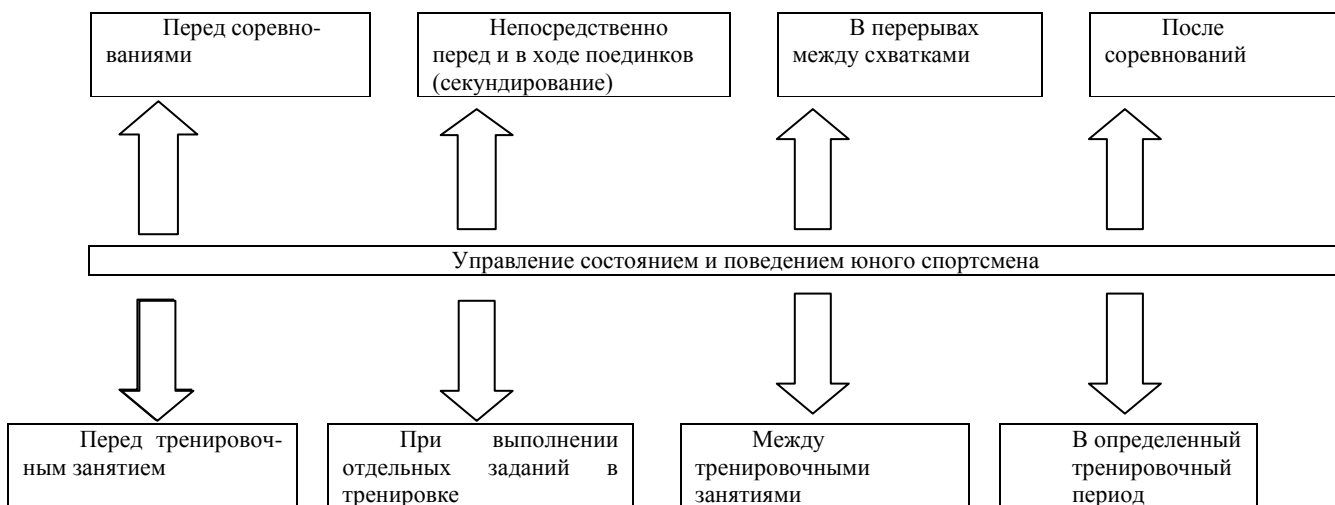 Перед соревно-
ваниями
Непосредственно
перед и в ходе поединков
(секундирование)
В перерывах
между схватками
После
соревнований
Управление состоянием и поведением юного спортсмена
Перед тренировоч-
ным занятием
При выполнении
отдельных заданий в
тренировке
Между
тренировочными
занятиями
В определенный
тренировочный
период